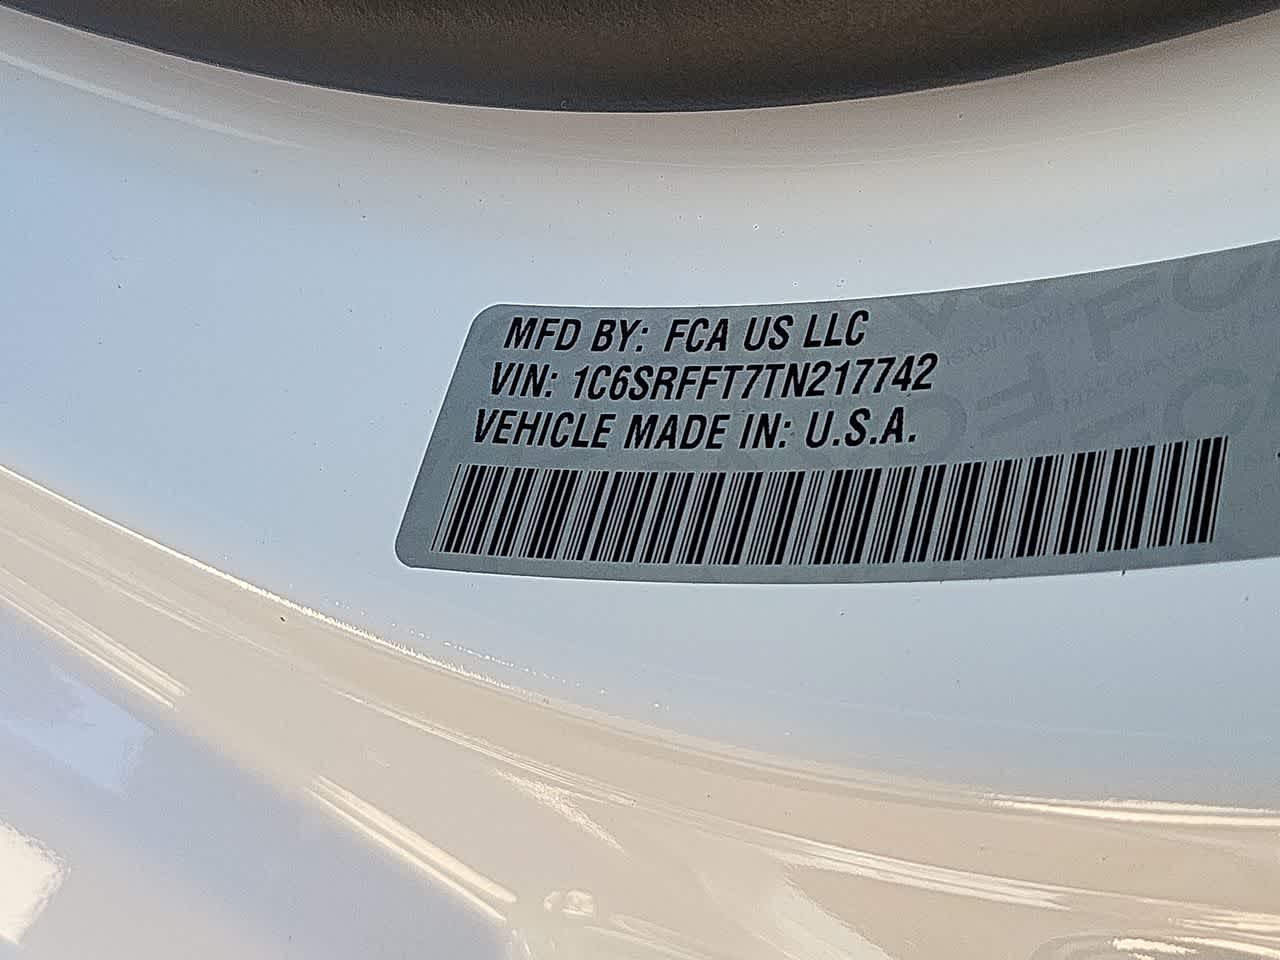 MFD BY: FCA US LLC
VIN: 1C6SRFFT7TN217742
VEHICLE MADE IN: U.S.A.